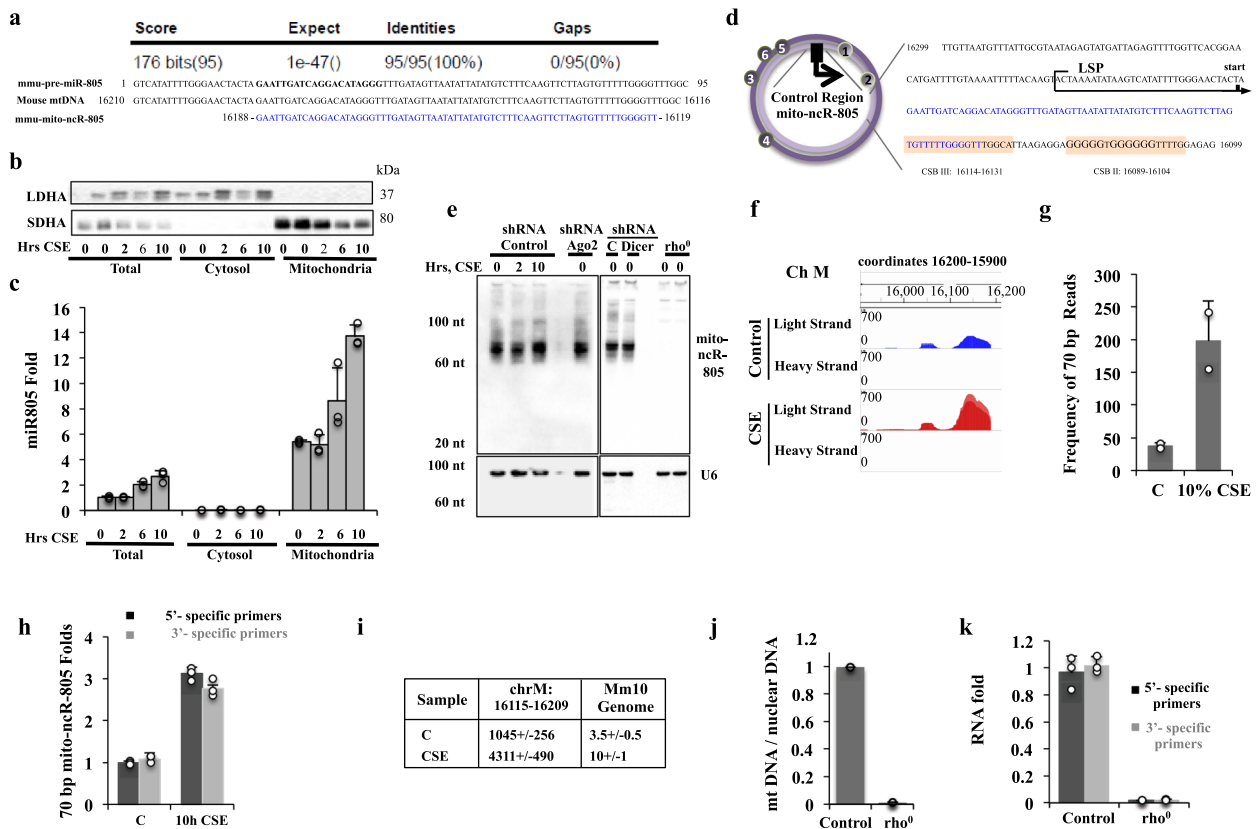 a
Score Expect Identities Gaps
176 bits(95) 1e-47() 95/95(100%) 0/95(0%)
mmu-pre-miR-805 1 GTCATATTTTGGGAACTACTAGAATTGATCAGGACATAGGGTTTGATAGTTAATATTATATGTCTTTCAAGTTCTTAGTGTTTTTGGGGTTTGGC 95
Mouse mtDNA 16210 GTCATATTTTGGGAACTACTAGAATTGATCAGGACATAGGGTTTGATAGTTAATATTATATGTCTTTCAAGTTCTTAGTGTTTTTGGGGTTTGGC 16116
mmu-mito-ncR-805 16188 - GAATTGATCAGGACATAGGGTTTGATAGTTAATATTATATGTCTTTCAAGTTCTTAGTGTTTTTGGGGTT - 16119
b
kDa
LDHA 37
SDHA 80
Hrs CSE 0 0 2 6 10 0 0 2 6 10 0 0 2 6 10
Total Cytosol Mitochondria
c
miR805 Fold
16
14
12
10
8
6
4
2
0
Hrs CSE 0 2 6 10 0 2 6 10 0 2 6 10
Total Cytosol Mitochondria
d
6 5 1
3 2
4
Control Region
mito-ncR-805
16299 TTGTTAATGTTTATTGCGTAATAGAGTATGATTAGAGTTTTGGTTCACGGAA
CATGATTTGTAAAATTTTTACAAGTACTAAAATATAAGTCATATTTTGGGAACTACTA
LSP start
GAATTGATCAGGACATAGGGTTTGATAGTTAATATTATATGTCTTTCAAGTTCTTAG
TGTTTTTGGGGTTTGGCATTAAGAGGAGGGGGTGGGGGGTTTTGGAGAG 16099
CSB III: 16114-16131 CSB II: 16089-16104
e
shRNA Control shRNA Ago2 shRNA C Dicer rho⁰
Hrs, CSE 0 2 10 0 0 0 0 0
100 nt
60 nt
20 nt
mito-
ncR-
805
100 nt
60 nt
U6
f
Ch M coordinates 16200-15900
16,000 16,100 16,200
Control
Light Strand 700 0
Heavy Strand 700 0
CSE
Light Strand 700 0
Heavy Strand 700 0
g
Frequency of 70 bp Reads
300
250
200
150
100
50
0
C 10% CSE
h
5’- specific primers
3’- specific primers
70 bp mito-ncR-805 Folds
4
3
2
1
0
C 10h CSE
i
Sample chrM: 16115-16209 Mm10 Genome
C 1045+/-256 3.5+/-0.5
CSE 4311+/-490 10+/-1
j
mt DNA / nuclear DNA
1.2
1
0.8
0.6
0.4
0.2
0
Control rho⁰
k
RNA fold
1.2
1
0.8
0.6
0.4
0.2
0
Control rho⁰
5’- specific
primers
3’- specific
primers